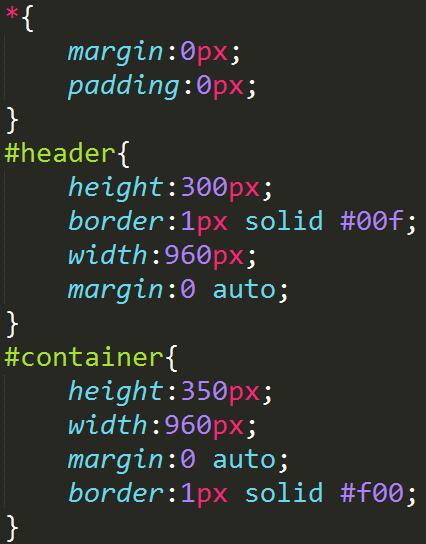 *{
    margin:0px;
    padding:0px;
}
#header{
    height:300px;
    border:1px solid #00f;
    width:960px;
    margin:0 auto;
}
#container{
    height:350px;
    width:960px;
    margin:0 auto;
    border:1px solid #f00;
}